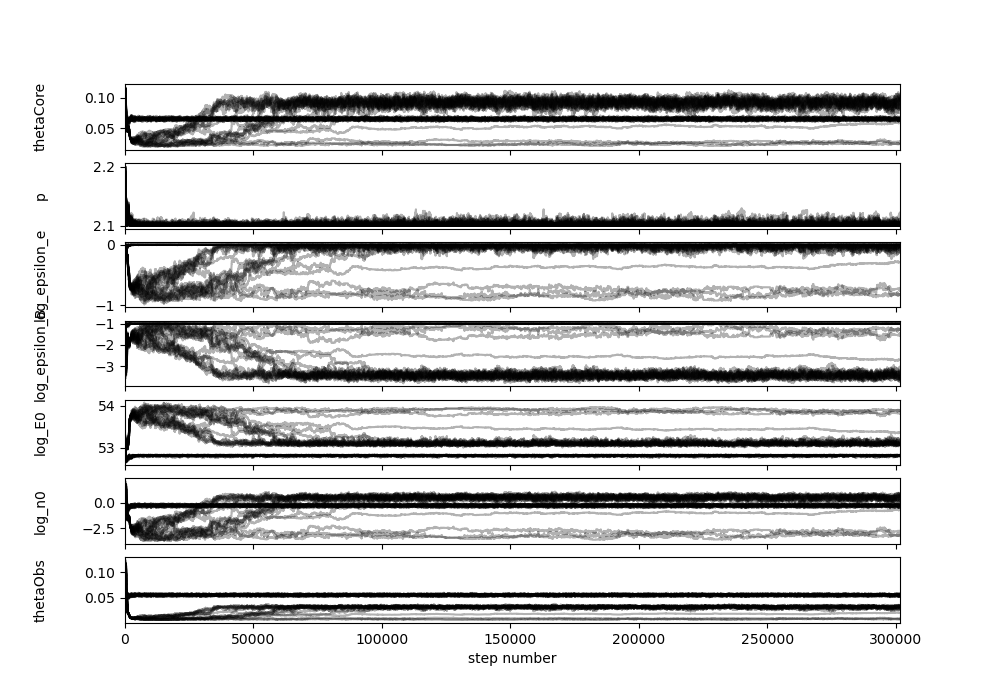 thetaCore
0.10
0.05
p
2.2
2.1
log_epsilon_e
0
−1
log_epsilon_B
−1
−2
−3
log_E0
54
53
log_n0
0.0
−2.5
thetaObs
0.10
0.05
0 50000 100000 150000 200000 250000 300000
step number